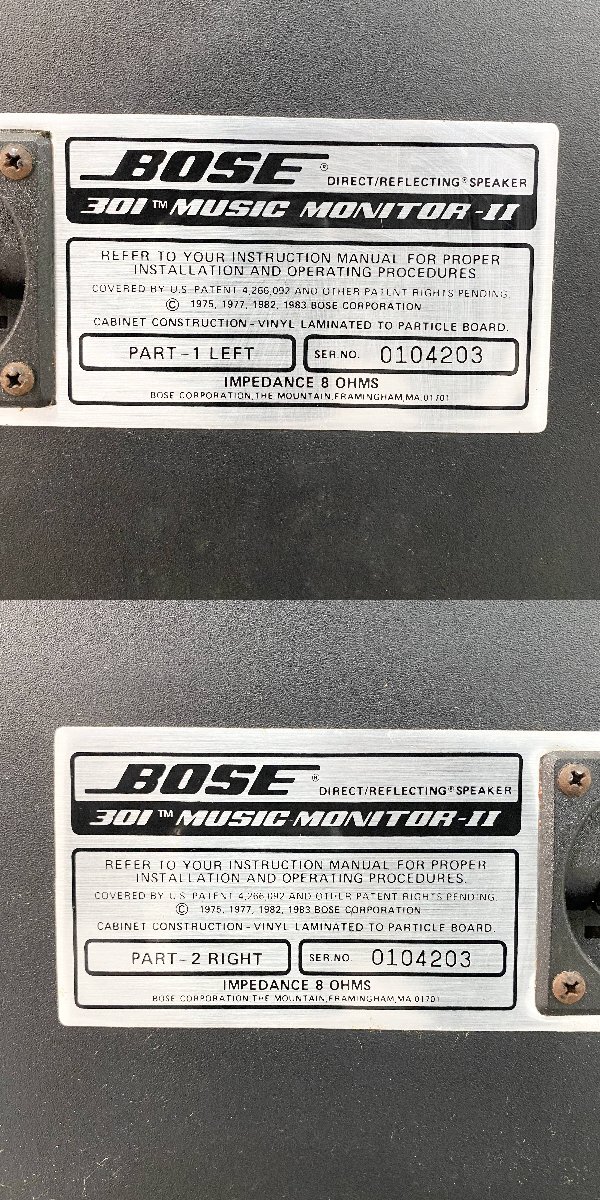 BOSE®
DIRECT/REFLECTING® SPEAKER
301™ MUSIC MONITOR-II
REFER TO YOUR INSTRUCTION MANUAL FOR PROPER
INSTALLATION AND OPERATING PROCEDURES
COVERED BY U.S. PATENT 4,266,092 AND OTHER PATENT RIGHTS PENDING.
© 1975, 1977, 1982, 1983 BOSE CORPORATION
CABINET CONSTRUCTION - VINYL LAMINATED TO PARTICLE BOARD.
PART-1 LEFT SER.NO. 0104203
IMPEDANCE 8 OHMS
BOSE CORPORATION, THE MOUNTAIN, FRAMINGHAM, MA. 01701
BOSE®
DIRECT/REFLECTING® SPEAKER
301™ MUSIC MONITOR-II
REFER TO YOUR INSTRUCTION MANUAL FOR PROPER
INSTALLATION AND OPERATING PROCEDURES.
COVERED BY U.S. PATENT 4,266,092 AND OTHER PATENT RIGHTS PENDING.
© 1975, 1977, 1982, 1983 BOSE CORPORATION
CABINET CONSTRUCTION - VINYL LAMINATED TO PARTICLE BOARD.
PART-2 RIGHT SER.NO. 0104203
IMPEDANCE 8 OHMS
BOSE CORPORATION, THE MOUNTAIN, FRAMINGHAM, MA. 01701